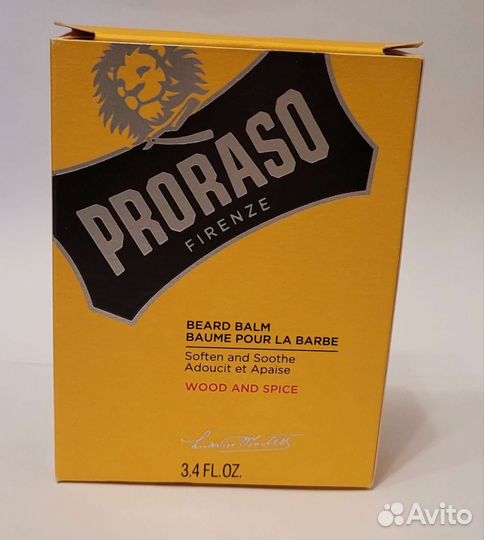 PRORASO
FIRENZE
BEARD BALM
BAUME POUR LA BARBE
Soften and Soothe
Adoucit et Apaise
WOOD AND SPICE
3.4 FL.OZ.
Avito